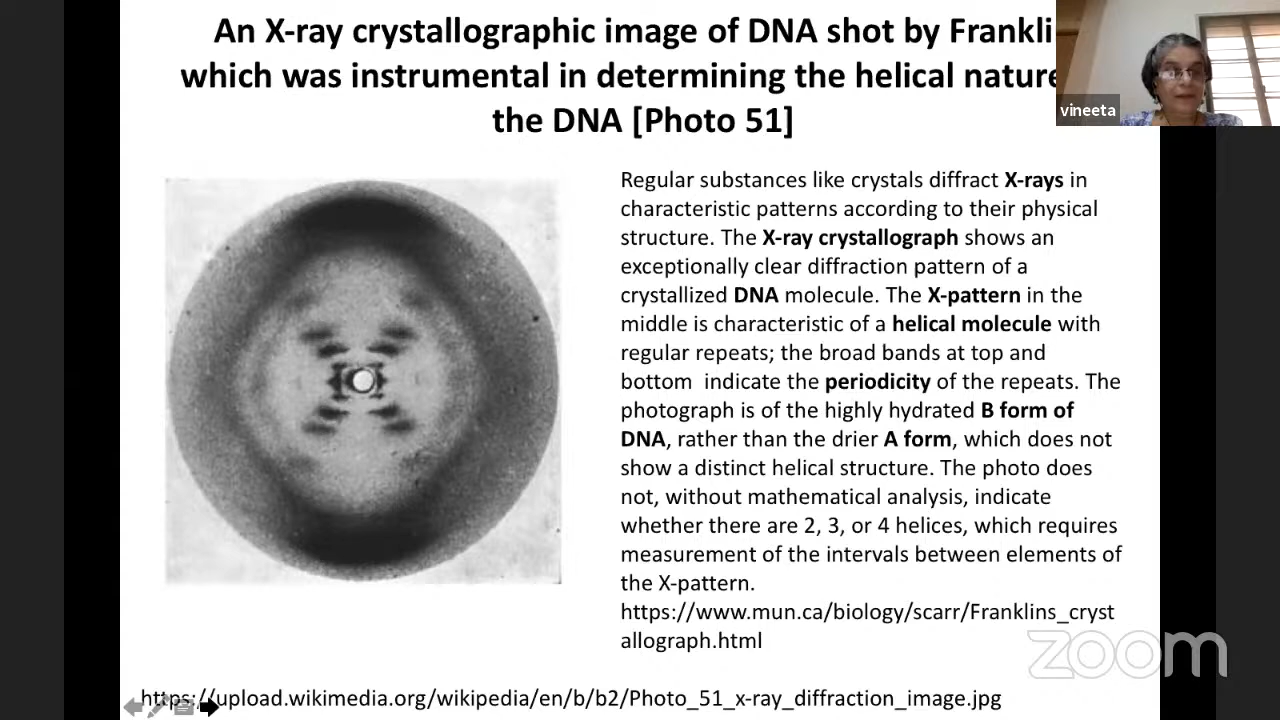 An X-ray crystallographic image of DNA shot by Frankli
which was instrumental in determining the helical nature
the DNA [Photo 51]
vineeta
Regular substances like crystals diffract X-rays in
characteristic patterns according to their physical
structure. The X-ray crystallograph shows an
exceptionally clear diffraction pattern of a
crystallized DNA molecule. The X-pattern in the
middle is characteristic of a helical molecule with
regular repeats; the broad bands at top and
bottom indicate the periodicity of the repeats. The
photograph is of the highly hydrated B form of
DNA, rather than the drier A form, which does not
show a distinct helical structure. The photo does
not, without mathematical analysis, indicate
whether there are 2, 3, or 4 helices, which requires
measurement of the intervals between elements of
the X-pattern.
https://www.mun.ca/biology/scarr/Franklins_cryst
allograph.html
zoom
https://upload.wikimedia.org/wikipedia/en/b/b2/Photo_51_x-ray_diffraction_image.jpg